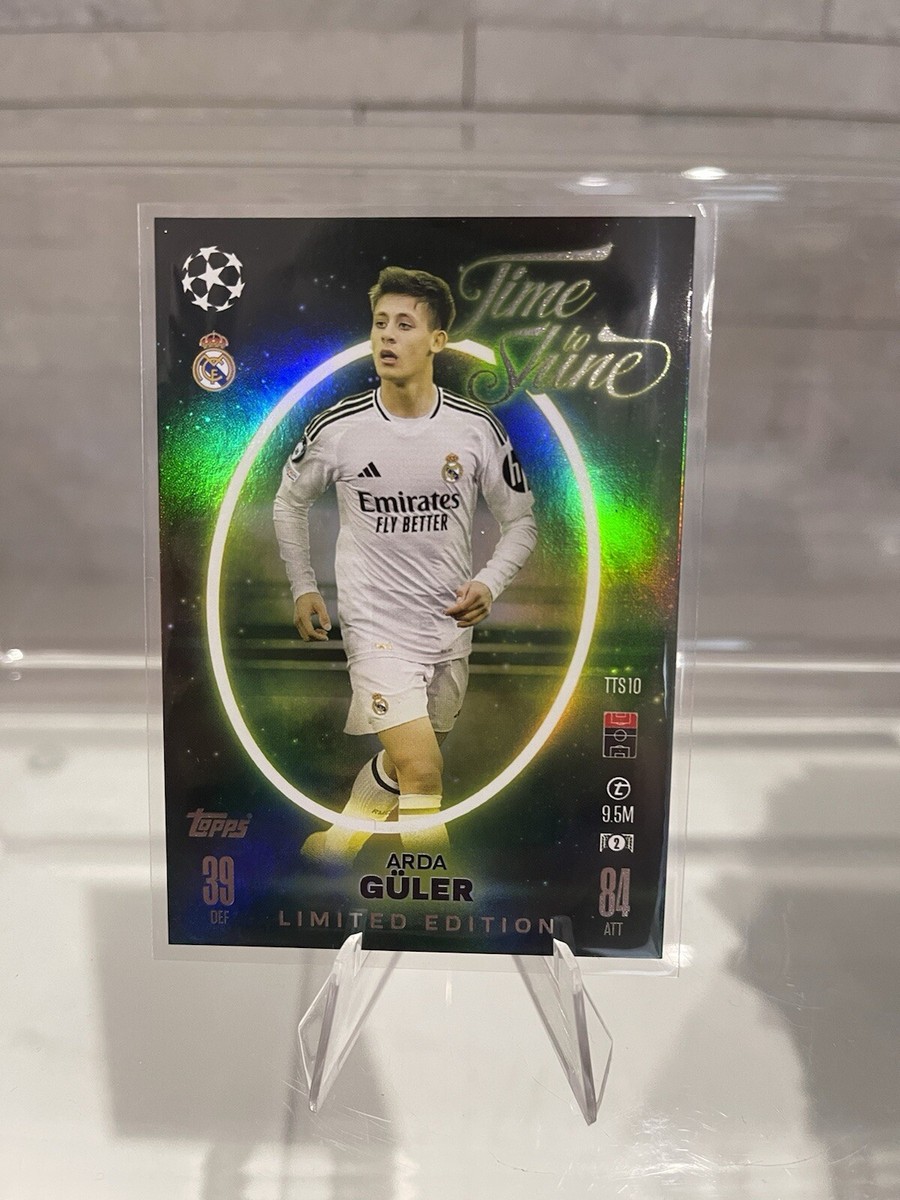 Time
to
Shine
h
Emirates
FLY BETTER
TTS10
t
9.5M
2
topps
ARDA
GÜLER
39
DEF
84
ATT
LIMITED EDITION